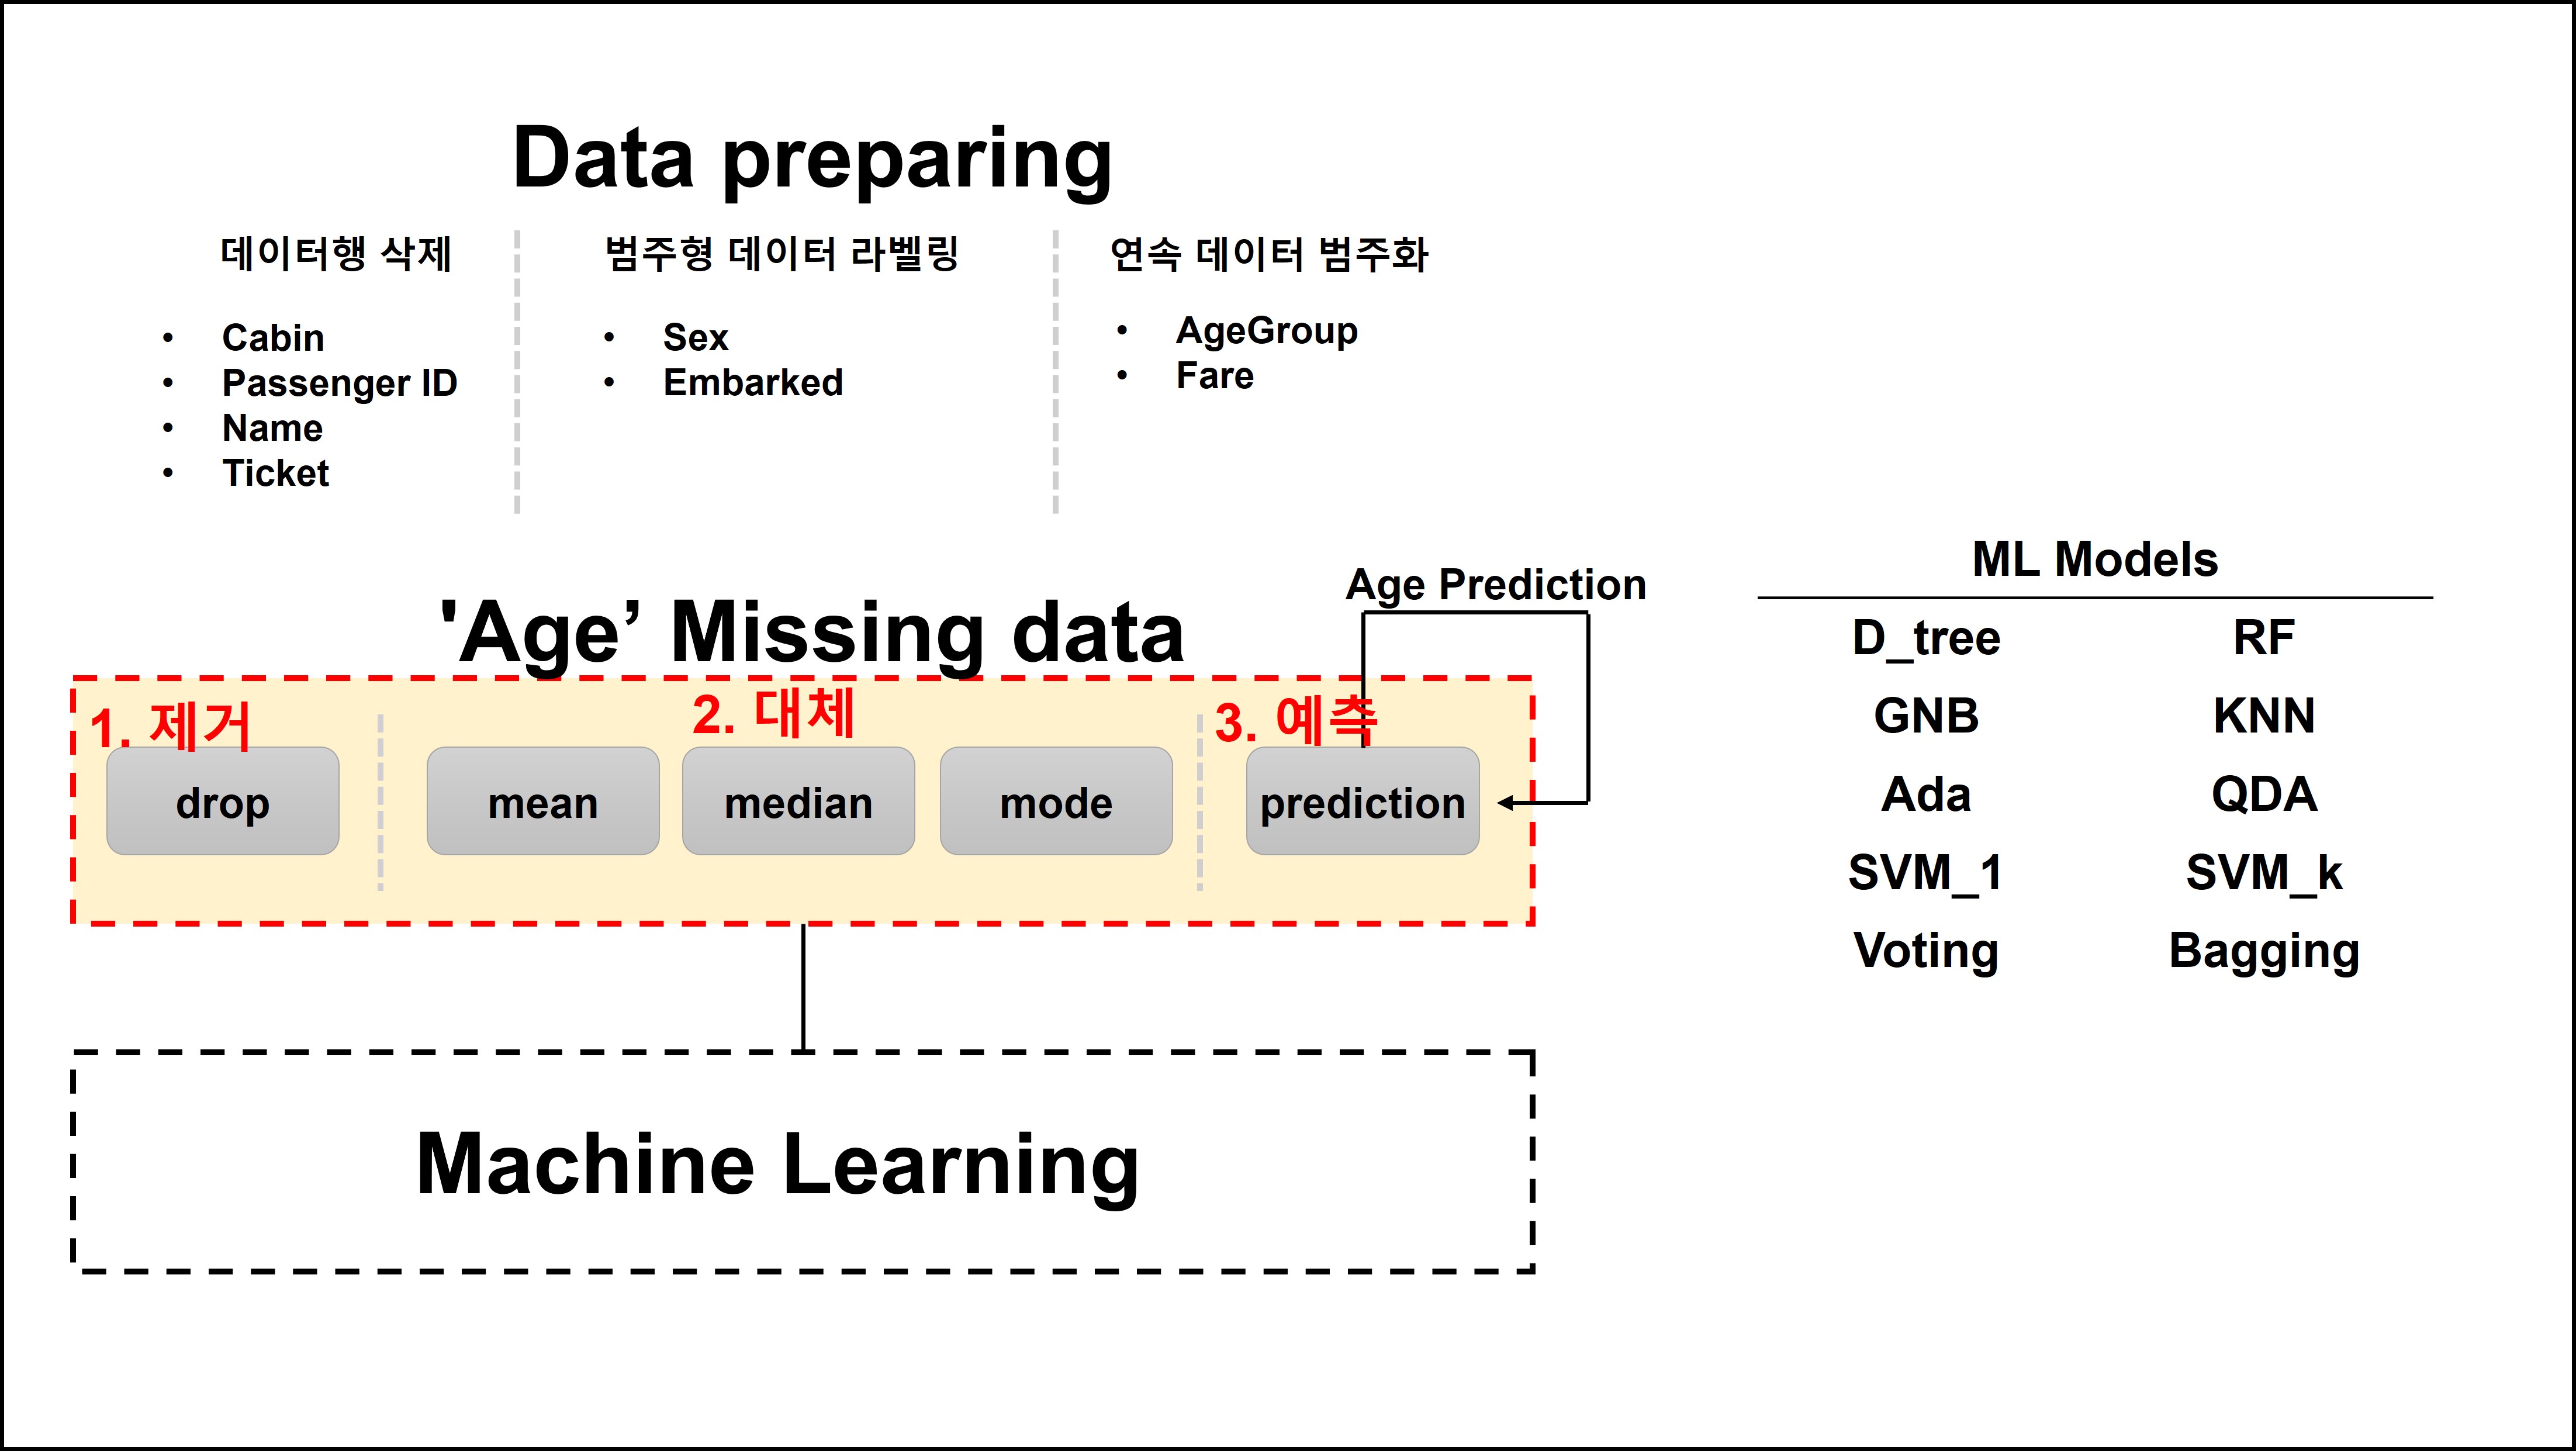 Data preparing
데이터행 삭제
• Cabin
• Passenger ID
• Name
• Ticket
범주형 데이터 라벨링
• Sex
• Embarked
연속 데이터 범주화
• AgeGroup
• Fare
'Age’ Missing data
Age Prediction
1. 제거
drop
2. 대체
mean
median
mode
3. 예측
prediction
Machine Learning
ML Models
D_tree RF
GNB KNN
Ada QDA
SVM_1 SVM_k
Voting Bagging